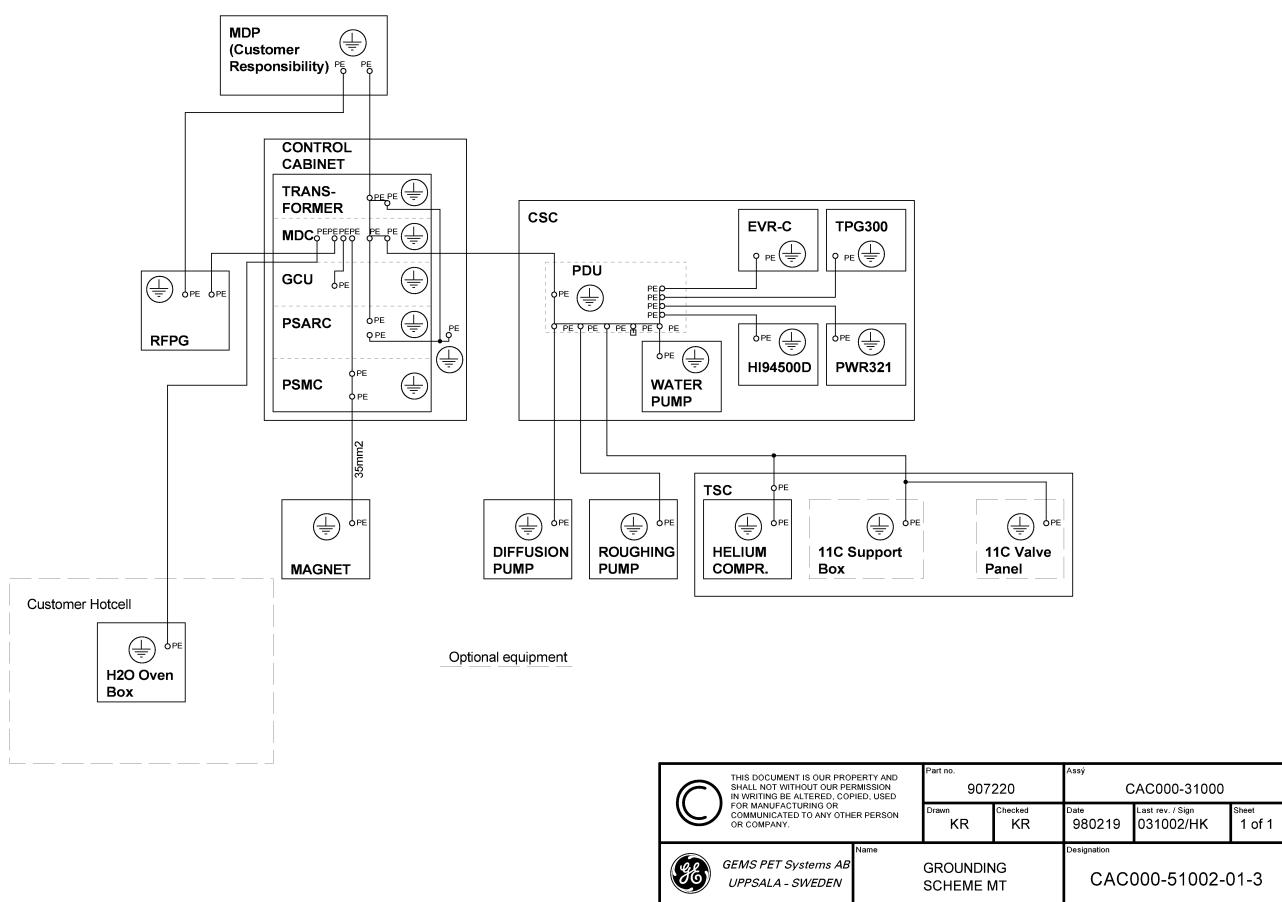 MDP
(Customer
Responsibility)
PE PE
CONTROL
CABINET
TRANS-
FORMER
PE PE
MDC
PE PE PE PE PE PE
GCU
PE
PSARC
PE
PE
PE
PSMC
PE
PE
35mm2
PE PE
RFPG
CSC
EVR-C
PE
TPG300
PE
PDU
PE
PE
PE
PE
PE
PE PE PE PE PE
PE
HI94500D
PE
PWR321
PE
WATER
PUMP
PE
MAGNET
PE
DIFFUSION
PUMP
PE
ROUGHING
PUMP
TSC
PE
PE
HELIUM
COMPR.
PE
11C Support
Box
PE
11C Valve
Panel
Customer Hotcell
PE
H2O Oven
Box
Optional equipment
THIS DOCUMENT IS OUR PROPERTY AND
SHALL NOT WITHOUT OUR PERMISSION
IN WRITING BE ALTERED, COPIED, USED
FOR MANUFACTURING OR
COMMUNICATED TO ANY OTHER PERSON
OR COMPANY.
Part no.
907220
Assý
CAC000-31000
Drawn
KR
Checked
KR
Date
980219
Last rev. / Sign
031002/HK
Sheet
1 of 1
GEMS PET Systems AB
UPPSALA - SWEDEN
Name
GROUNDING
SCHEME MT
Designation
CAC000-51002-01-3